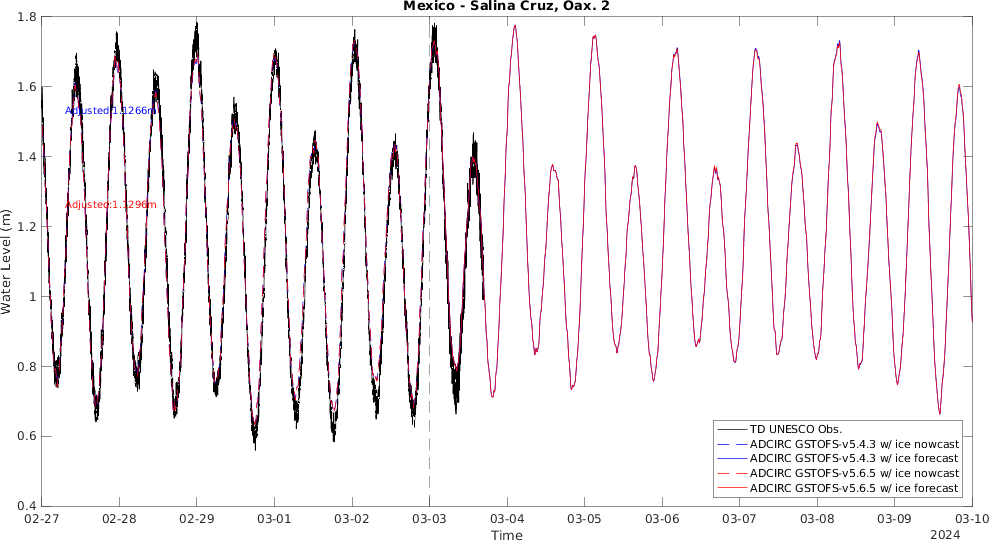 Mexico - Salina Cruz, Oax. 2
1.8
1.6
1.4
1.2
1
0.8
0.6
0.4
Water Level (m)
Adjusted:1.1266m
Adjusted:1.1296m
TD UNESCO Obs.
ADCIRC GSTOFS-v5.4.3 w/ ice nowcast
ADCIRC GSTOFS-v5.4.3 w/ ice forecast
ADCIRC GSTOFS-v5.6.5 w/ ice nowcast
ADCIRC GSTOFS-v5.6.5 w/ ice forecast
02-27 02-28 02-29 03-01 03-02 03-03 03-04 03-05 03-06 03-07 03-08 03-09 03-10
Time
2024